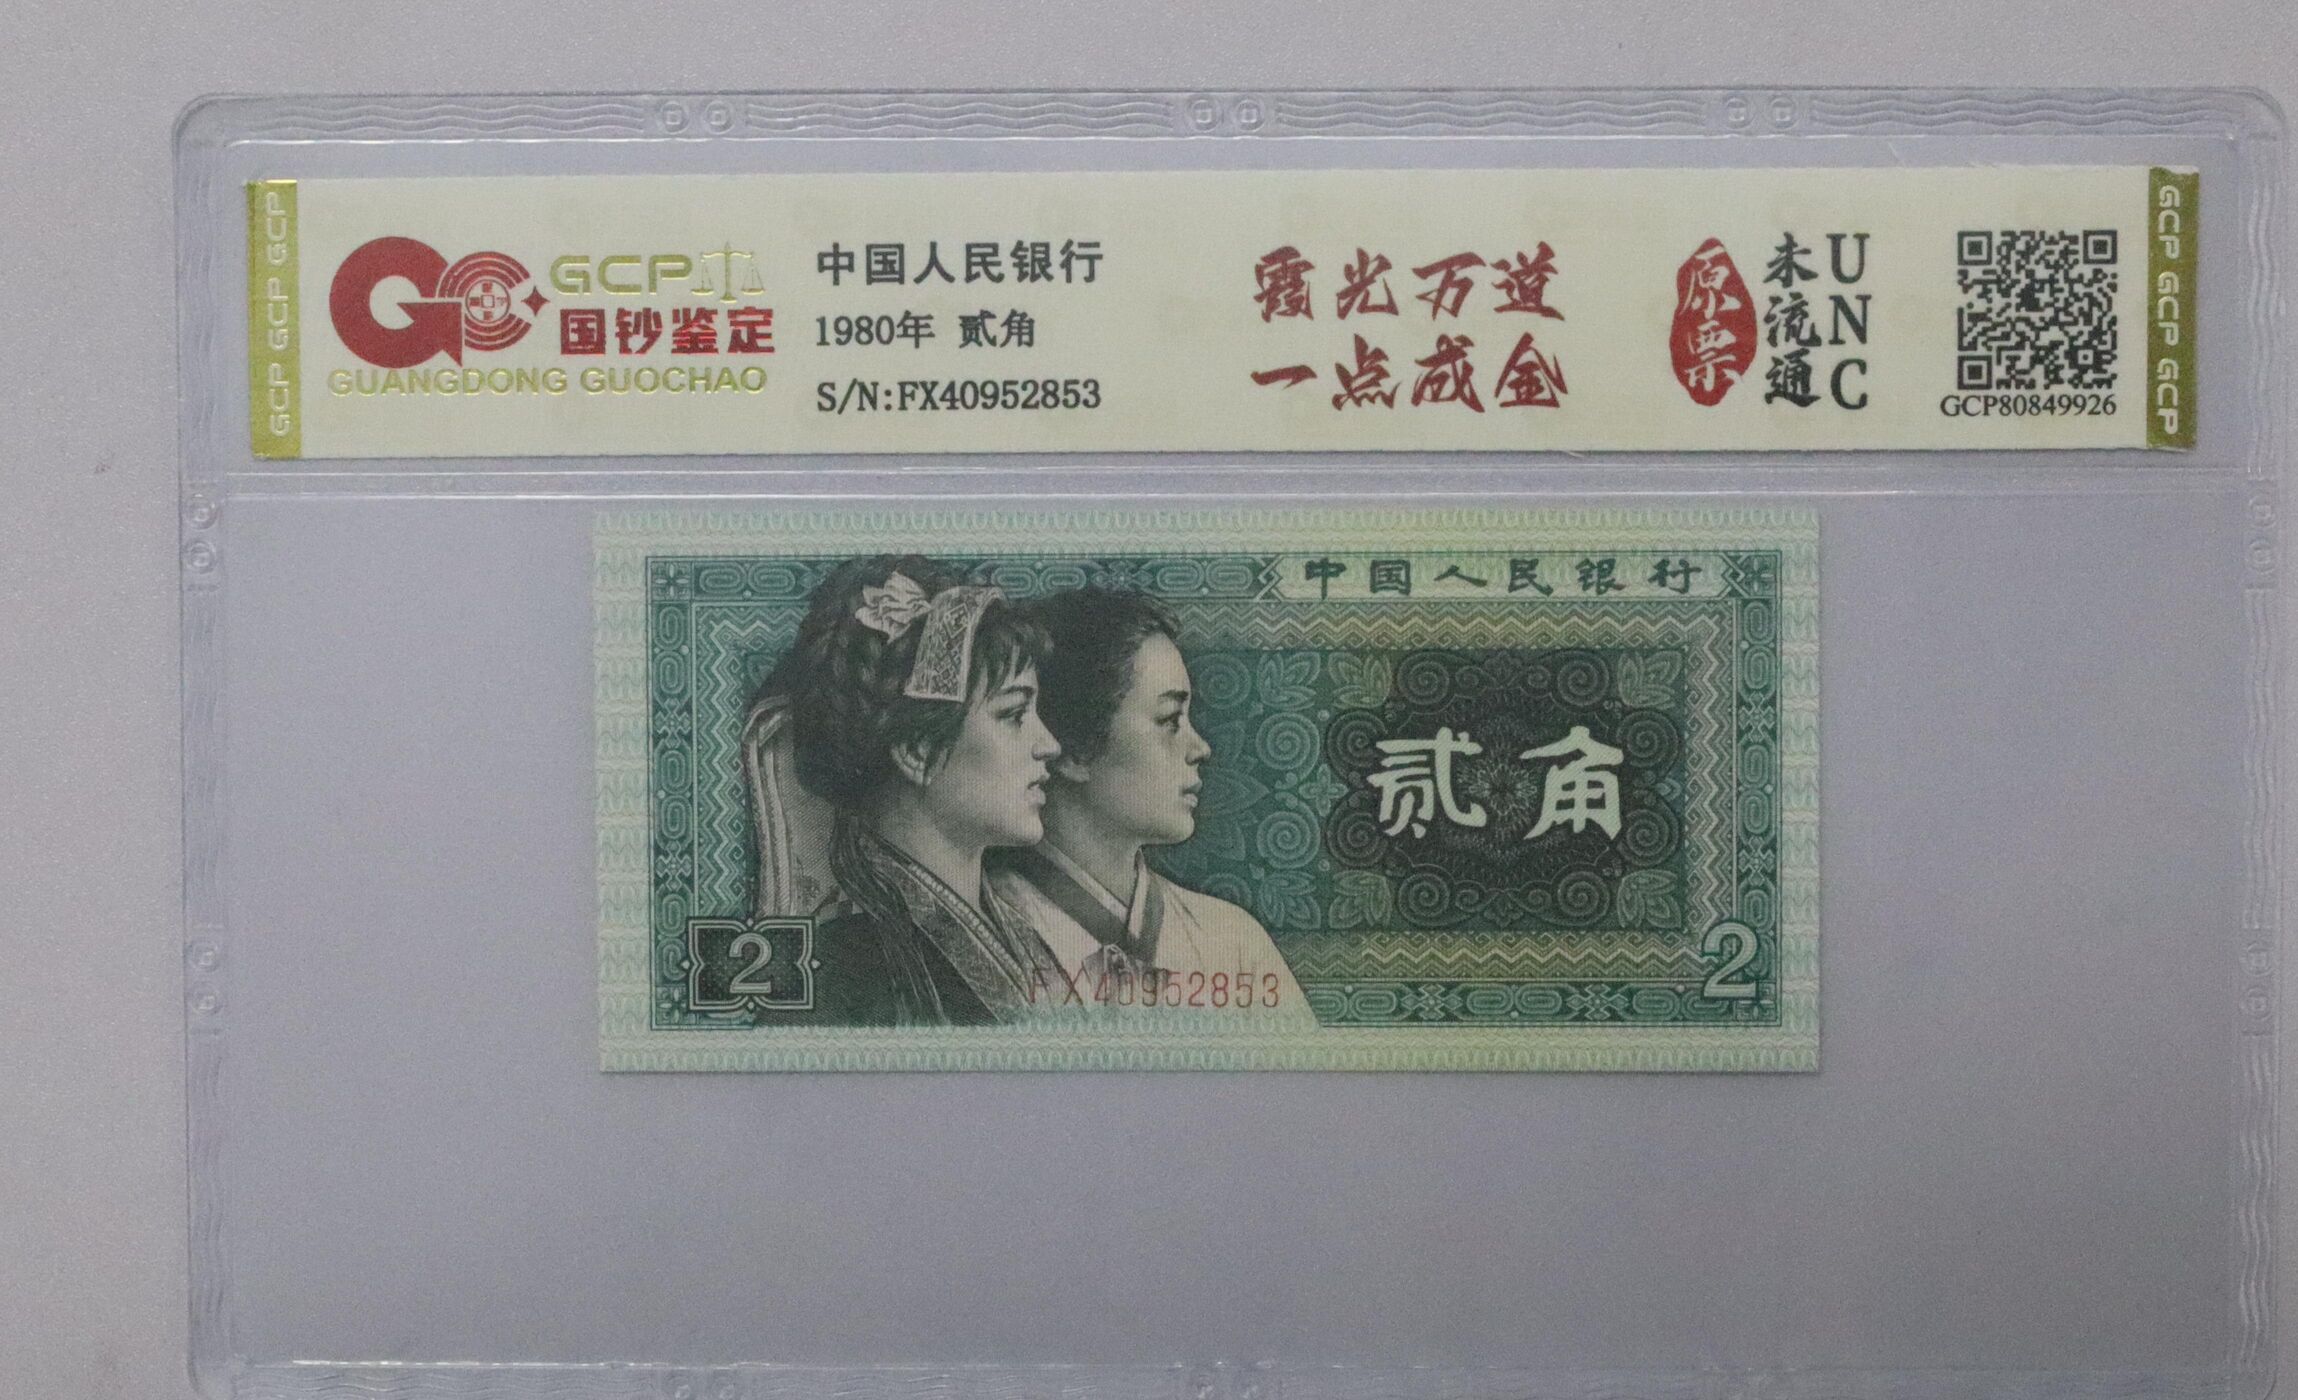 GCP GCP GCP
GCP
国钞鉴定
GUANGDONG GUOCHAO
中国人民银行
1980年 贰角
S/N:FX40952853
霞光万道
一点成金
原票
未流通
UNC
GCP80849926
GCP GCP GCP
中国人民银行
贰角
2
FX40952853
2